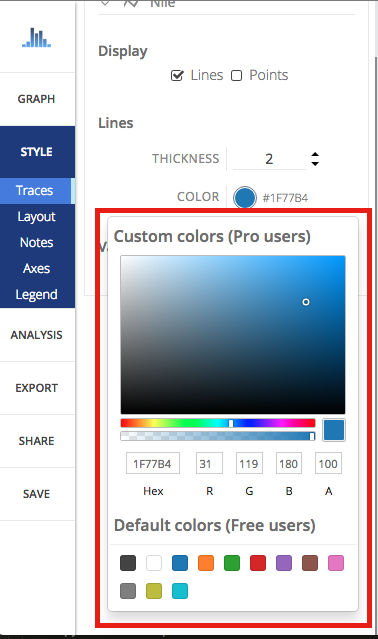 Nile
GRAPH
STYLE
Traces
Layout
Notes
Axes
Legend
ANALYSIS
EXPORT
SHARE
SAVE
Display
Lines Points
Lines
THICKNESS 2
COLOR #1F77B4
Custom colors (Pro users)
1F77B4 31 119 180 100
Hex R G B A
Default colors (Free users)